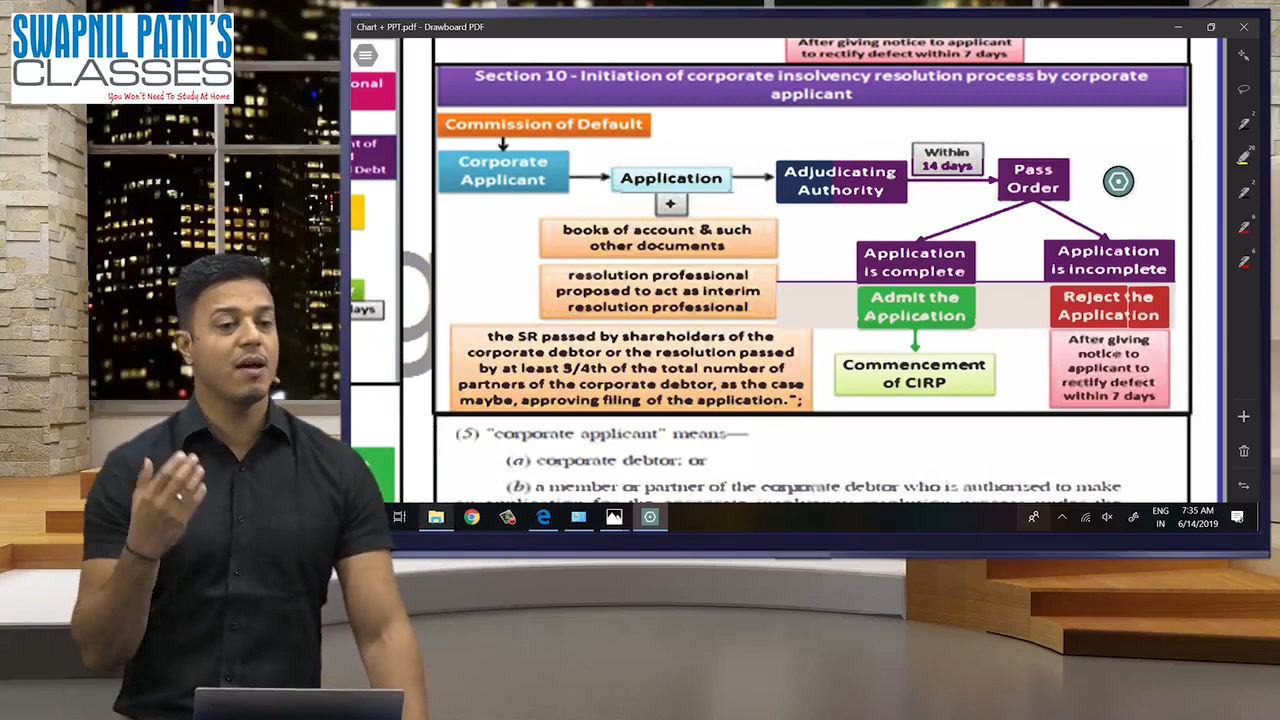 SWAPNIL PATNI'S
CLASSES
You Won't Need To Study At Home
Chart + PPT.pdf - Drawboard PDF
After giving notice to applicant
to rectify defect within 7 days
onal
nt of
d
l Debt
ays
Section 10 - Initiation of corporate insolvency resolution process by corporate
applicant
Commission of Default
Corporate
Applicant
Application
+
Adjudicating
Authority
Within
14 days
Pass
Order
books of account & such
other documents
resolution professional
proposed to act as interim
resolution professional
the SR passed by shareholders of the
corporate debtor or the resolution passed
by at least 3/4th of the total number of
partners of the corporate debtor, as the case
maybe, approving filing of the application.";
Application
is complete
Admit the
Application
Commencement
of CIRP
Application
is incomplete
Reject the
Application
After giving
notice to
applicant to
rectify defect
within 7 days
(5) "corporate applicant" means—
(a) corporate debtor; or
(b) a member or partner of the corporate debtor who is authorised to make
ENG
IN
7:35 AM
6/14/2019